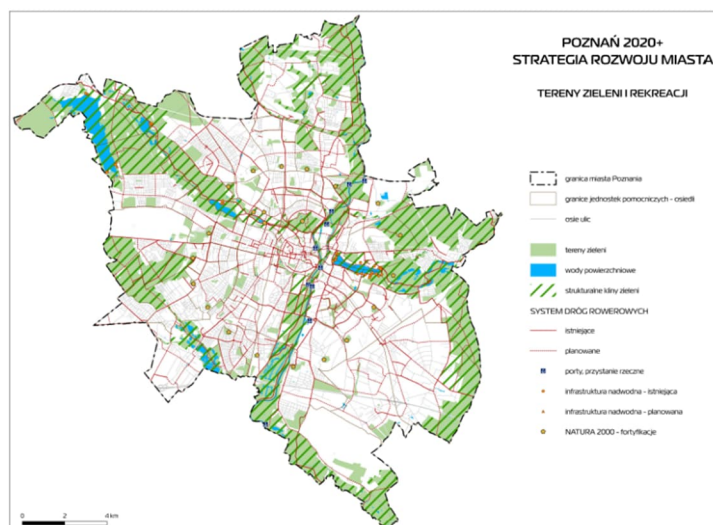 POZNAŃ 2020+
STRATEGIA ROZWOJU MIASTA
TERENY ZIELENI I REKREACJI
granica miasta Poznania
granice jednostek pomocniczych - osiedli
osie ulic
tereny zieleni
wody powierzchniowe
strukturalne kliny zieleni
SYSTEM DRÓG ROWEROWYCH
istniejące
planowane
porty, przystanie rzeczne
infrastruktura nadwodna - istniejąca
infrastruktura nadwodna - planowana
NATURA 2000 - fortyfikacje
0 2 4 km